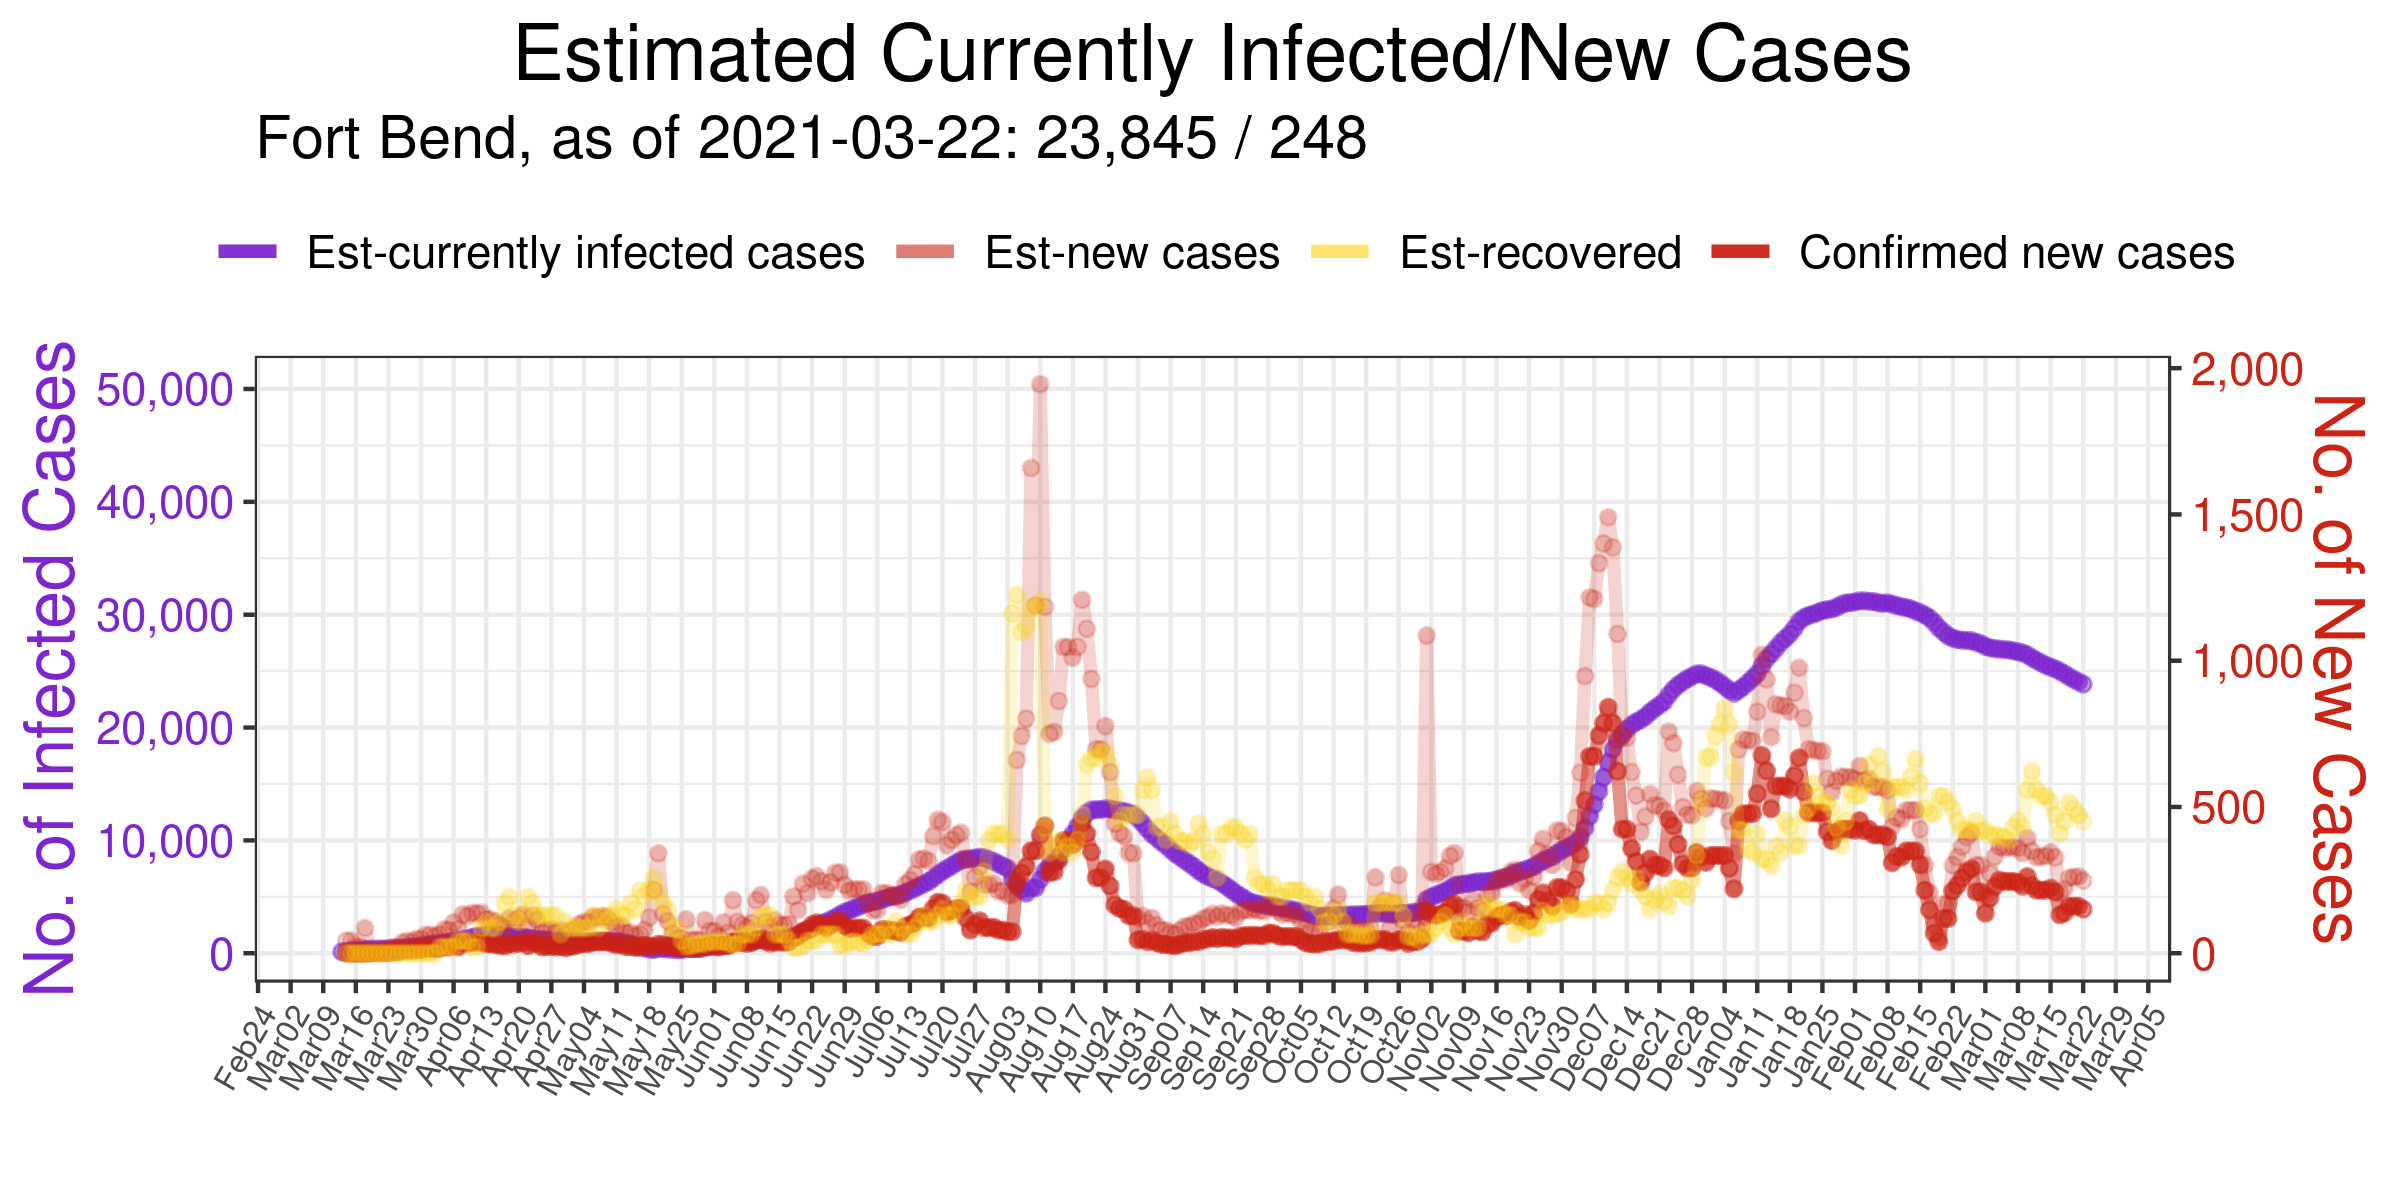 Estimated Currently Infected/New Cases
Fort Bend, as of 2021-03-22: 23,845 / 248
Est-currently infected cases
Est-new cases
Est-recovered
Confirmed new cases
No. of Infected Cases
50,000
40,000
30,000
20,000
10,000
0
2,000
1,500
1,000
500
0
No. of New Cases
Feb24
Mar02
Mar09
Mar16
Mar23
Mar30
Apr06
Apr13
Apr20
Apr27
May04
May11
May18
May25
Jun01
Jun08
Jun15
Jun22
Jun29
Jul06
Jul13
Jul20
Jul27
Aug03
Aug10
Aug17
Aug24
Aug31
Sep07
Sep14
Sep21
Sep28
Oct05
Oct12
Oct19
Oct26
Nov02
Nov09
Nov16
Nov23
Nov30
Dec07
Dec14
Dec21
Dec28
Jan04
Jan11
Jan18
Jan25
Feb01
Feb08
Feb15
Feb22
Mar01
Mar08
Mar15
Mar22
Mar29
Apr05